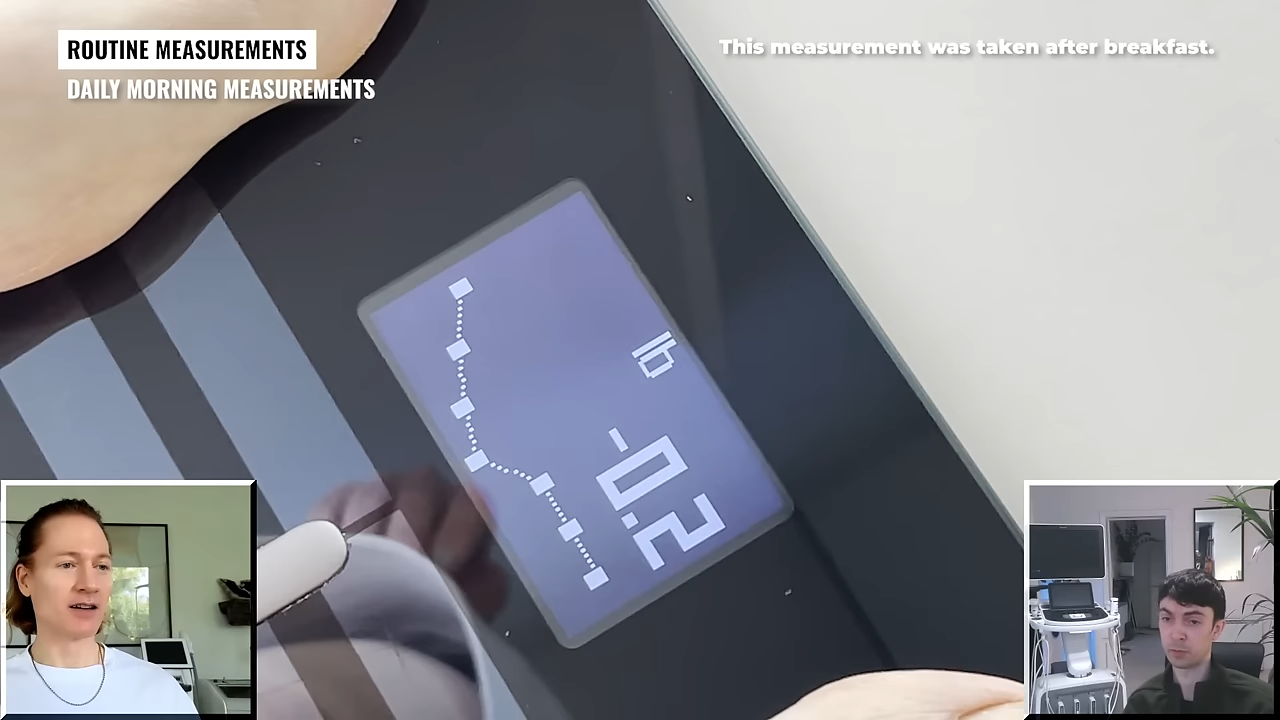 ROUTINE MEASUREMENTS
DAILY MORNING MEASUREMENTS
This measurement was taken after breakfast.
lb -0.2